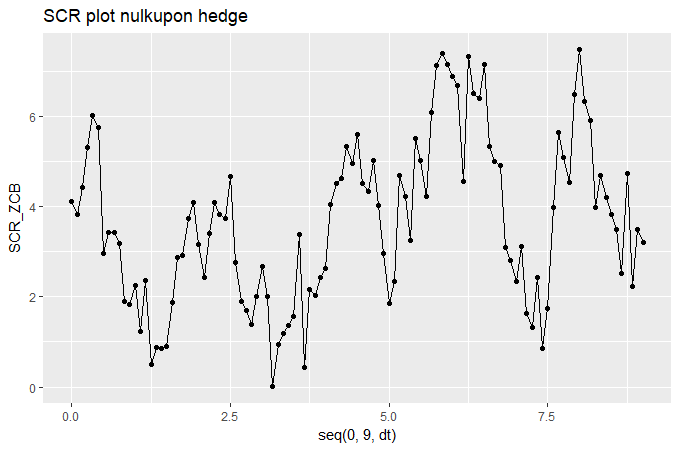 SCR plot nulkupon hedge
SCR_ZCB
6
4
2
0
0.0 2.5 5.0 7.5
seq(0, 9, dt)